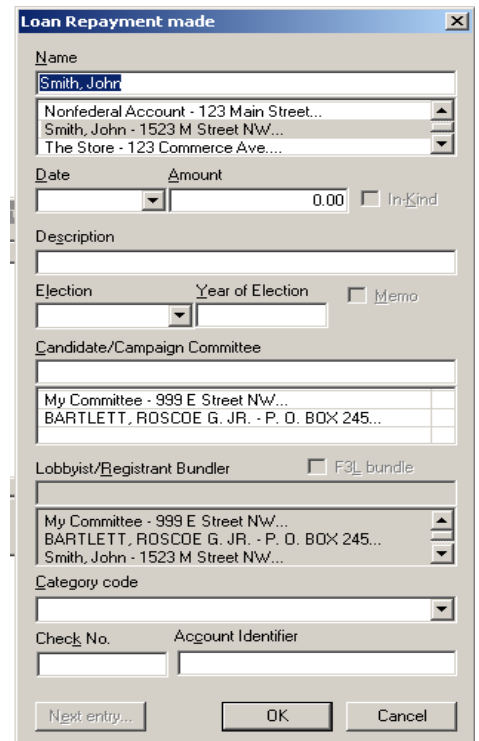 Loan Repayment made
Name
Smith, John
Nonfederal Account - 123 Main Street...
Smith, John - 1523 M Street NW...
The Store - 123 Commerce Ave....
Date Amount
0.00 In-Kind
Description
Election Year of Election Memo
Candidate/Campaign Committee
My Committee - 999 E Street NW...
BARTLETT, ROSCOE G. JR. - P. O. BOX 245...
Lobbyist/Registrant Bundler F3L bundle
My Committee - 999 E Street NW...
BARTLETT, ROSCOE G. JR. - P. O. BOX 245...
Smith, John - 1523 M Street NW...
Category code
Check No. Account Identifier
Next entry... OK Cancel